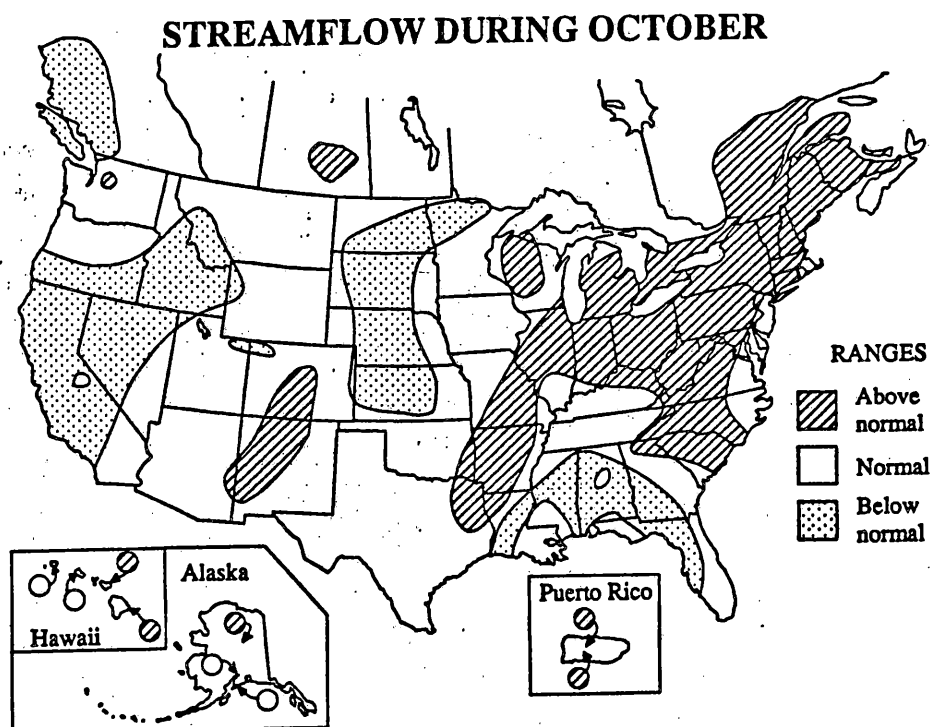 STREAMFLOW DURING OCTOBER
RANGES
Above
normal
Normal
Below
normal
Alaska
Hawaii
Puerto Rico